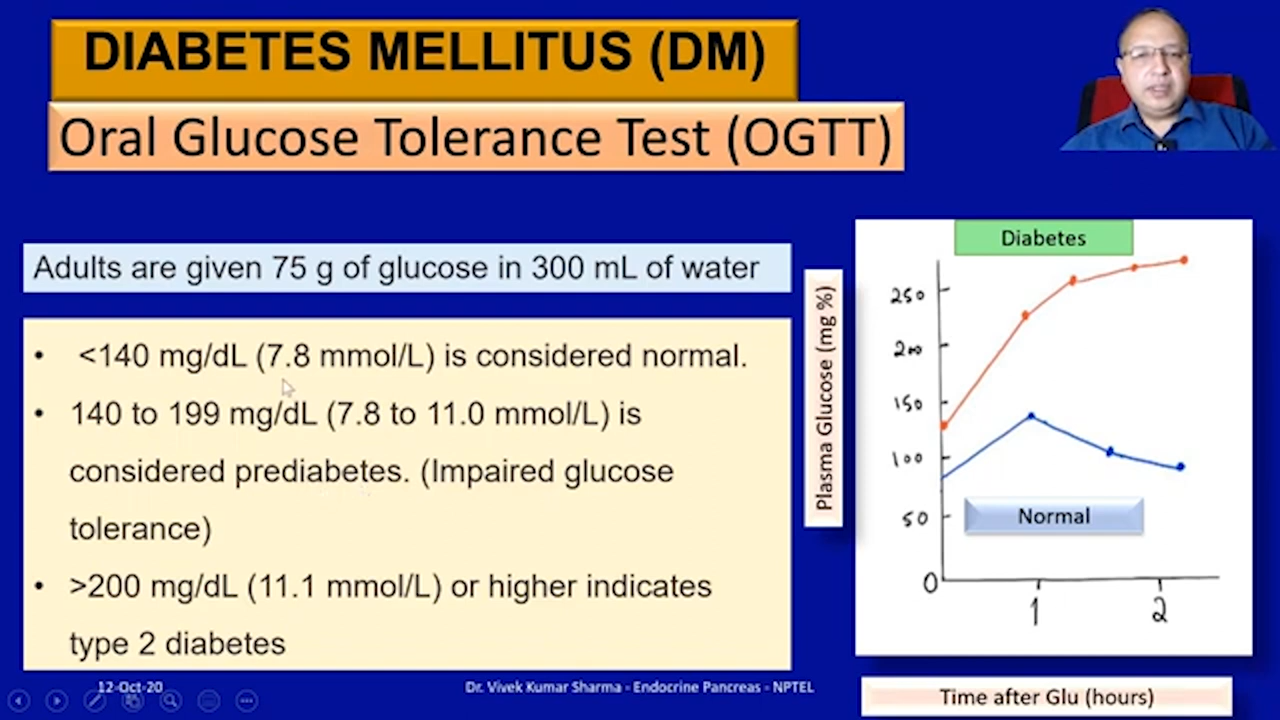 DIABETES MELLITUS (DM)
Oral Glucose Tolerance Test (OGTT)
Adults are given 75 g of glucose in 300 mL of water
• <140 mg/dL (7.8 mmol/L) is considered normal.
• 140 to 199 mg/dL (7.8 to 11.0 mmol/L) is
considered prediabetes. (Impaired glucose
tolerance)
• >200 mg/dL (11.1 mmol/L) or higher indicates
type 2 diabetes
Plasma Glucose (mg %)
Diabetes
250
200
150
100
50
0
Normal
1 2
Time after Glu (hours)
12-Oct-20
Dr. Vivek Kumar Sharma - Endocrine Pancreas - NPTEL